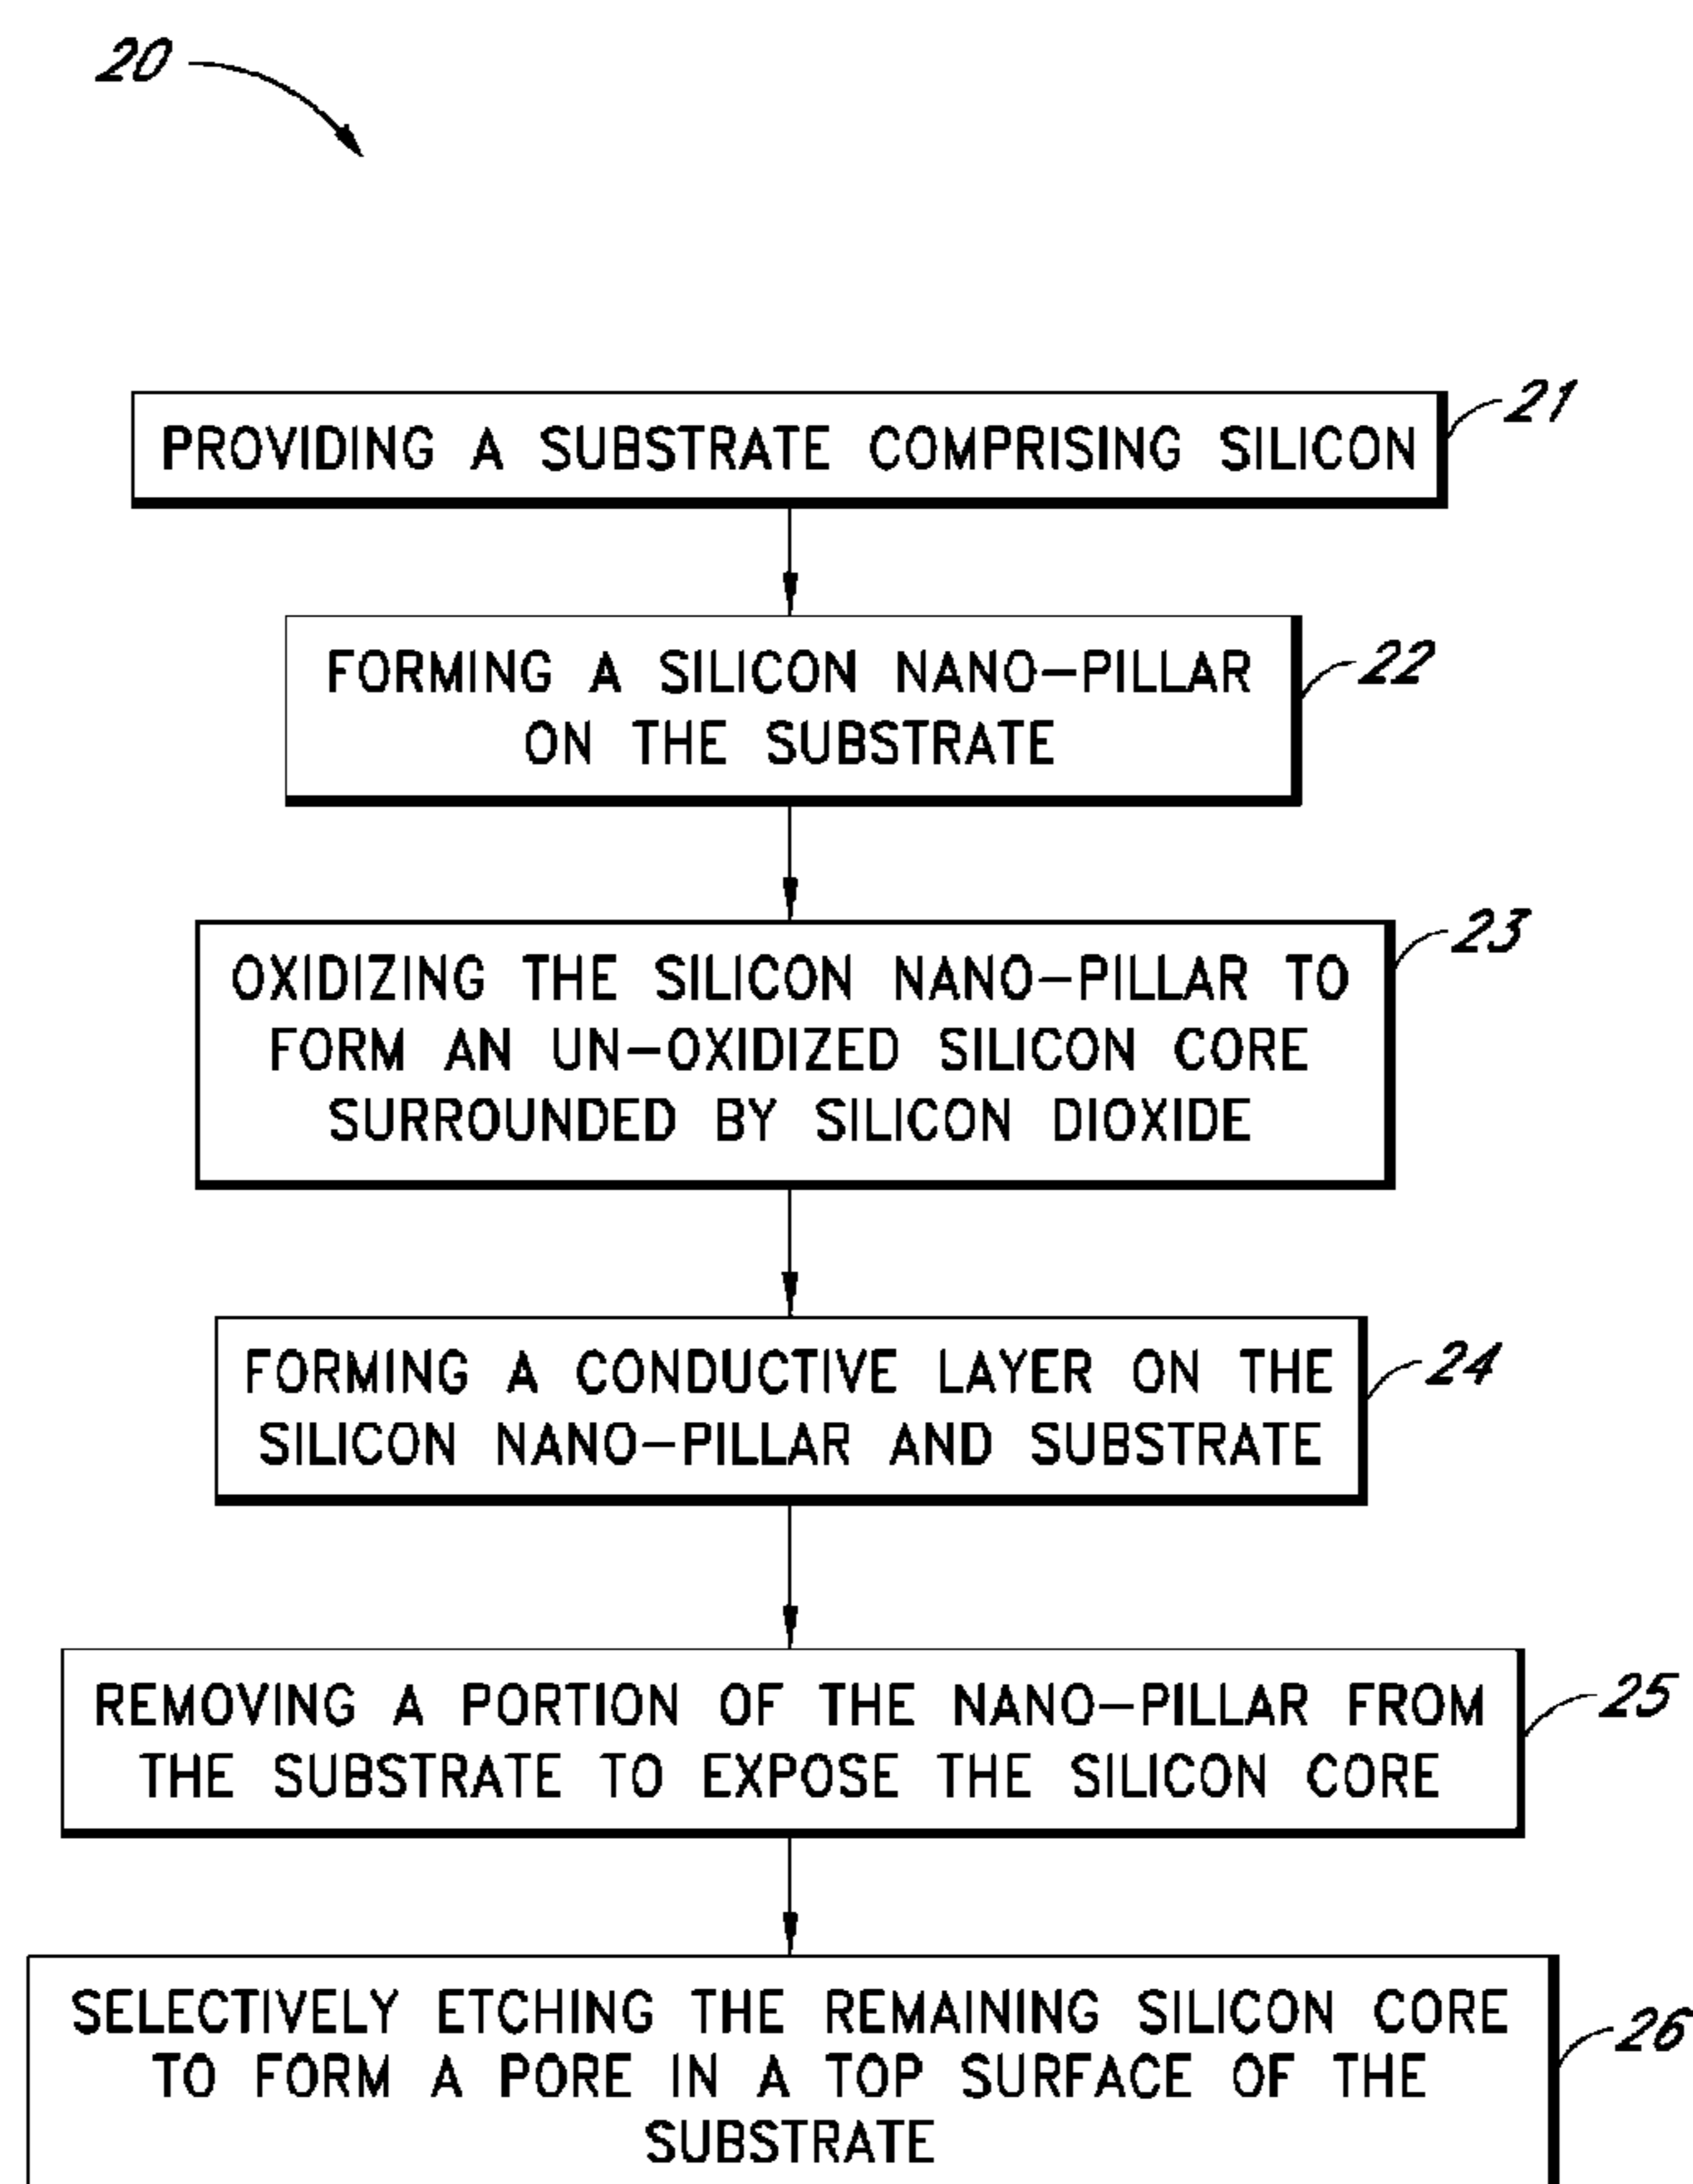 20
PROVIDING A SUBSTRATE COMPRISING SILICON
21
FORMING A SILICON NANO-PILLAR
ON THE SUBSTRATE
22
OXIDIZING THE SILICON NANO-PILLAR TO
FORM AN UN-OXIDIZED SILICON CORE
SURROUNDED BY SILICON DIOXIDE
23
FORMING A CONDUCTIVE LAYER ON THE
SILICON NANO-PILLAR AND SUBSTRATE
24
REMOVING A PORTION OF THE NANO-PILLAR FROM
THE SUBSTRATE TO EXPOSE THE SILICON CORE
25
SELECTIVELY ETCHING THE REMAINING SILICON CORE
TO FORM A PORE IN A TOP SURFACE OF THE
SUBSTRATE
26